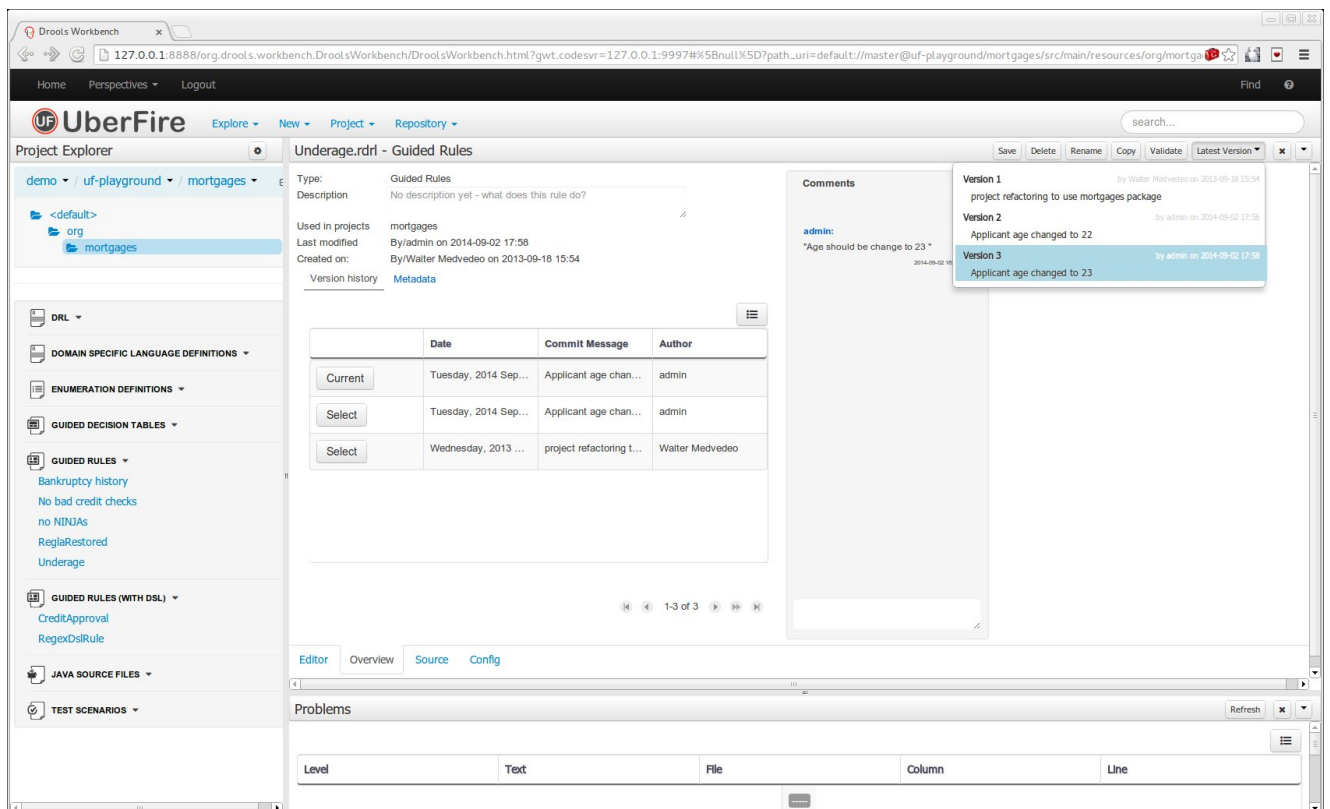 Drools Workbench
127.0.0.1:8888/org.drools.workbench.DroolsWorkbench/DroolsWorkbench.html?gwt.codesvr=127.0.0.1:9997#%5Bnull%5D?path_uri=default://master@uf-playground/mortgages/src/main/resources/org/mortga
Home Perspectives Logout Find
UF UberFire Explore New Project Repository search...
Project Explorer
demo / uf-playground / mortgages
<default>
org
mortgages
DRL
DOMAIN SPECIFIC LANGUAGE DEFINITIONS
ENUMERATION DEFINITIONS
GUIDED DECISION TABLES
GUIDED RULES
Bankruptcy history
No bad credit checks
no NINJAs
ReglaRestored
Underage
GUIDED RULES (WITH DSL)
CreditApproval
RegexDslRule
JAVA SOURCE FILES
TEST SCENARIOS
Underage.rdrl - Guided Rules
Save Delete Rename Copy Validate Latest Version
Type: Guided Rules
Description No description yet - what does this rule do?
Used in projects mortgages
Last modified By/admin on 2014-09-02 17:58
Created on: By/Walter Medvedeo on 2013-09-18 15:54
Version history Metadata
Date Commit Message Author
Current Tuesday, 2014 Sep... Applicant age chan... admin
Select Tuesday, 2014 Sep... Applicant age chan... admin
Select Wednesday, 2013 ... project refactoring t... Walter Medvedeo
1-3 of 3
Comments
admin:
"Age should be change to 23 "
2014-09-02
Version 1 by Walter Medvedeo on 2013-09-18 15:54
project refactoring to use mortgages package
Version 2 by admin on 2014-09-02 17:56
Applicant age changed to 22
Version 3 by admin on 2014-09-02 17:58
Applicant age changed to 23
Editor Overview Source Config
Problems
Refresh
Level Text File Column Line